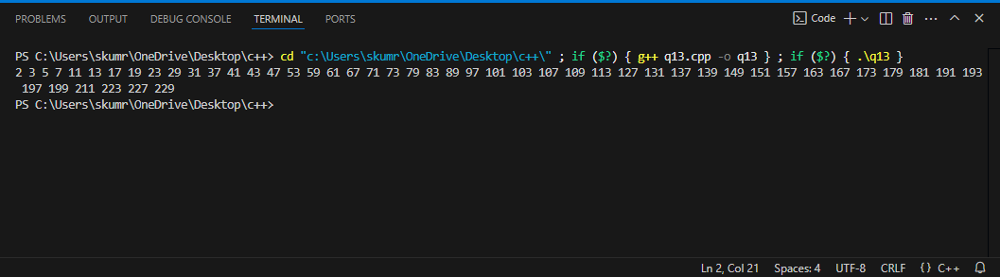 PROBLEMS OUTPUT DEBUG CONSOLE TERMINAL PORTS Code
PS C:\Users\skumr\OneDrive\Desktop\c++> cd "c:\Users\skumr\OneDrive\Desktop\c++\" ; if ($?) { g++ q13.cpp -o q13 } ; if ($?) { .\q13 }
2 3 5 7 11 13 17 19 23 29 31 37 41 43 47 53 59 61 67 71 73 79 83 89 97 101 103 107 109 113 127 131 137 139 149 151 157 163 167 173 179 181 191 193
197 199 211 223 227 229
PS C:\Users\skumr\OneDrive\Desktop\c++>
Ln 2, Col 21 Spaces: 4 UTF-8 CRLF {} C++